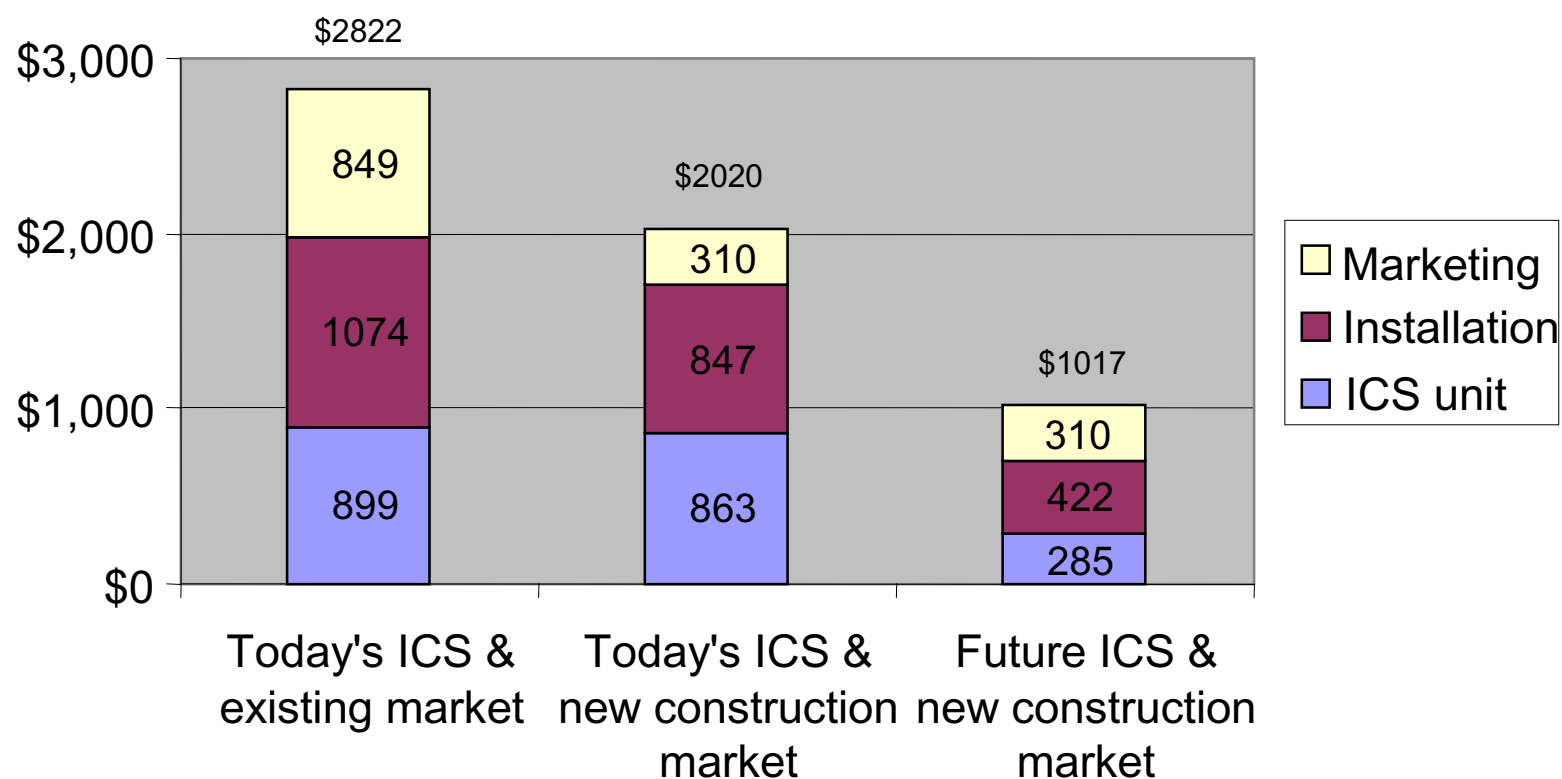 $2822
$3,000
849
$2020
$2,000
310
Marketing
1074
Installation
847
$1017
ICS unit
$1,000
310
899
863
422
285
$0
Today's ICS &
existing market
Today's ICS &
new construction
market
Future ICS &
new construction
market